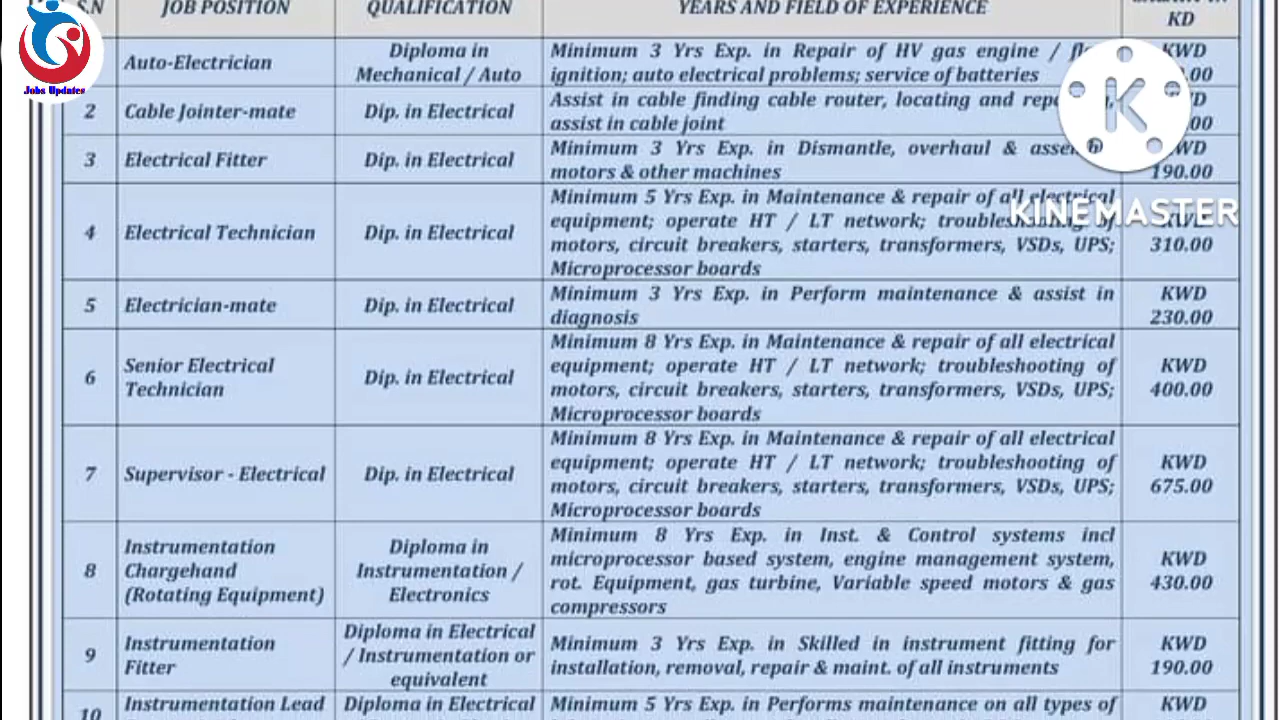 S.N JOB POSITION QUALIFICATION YEARS AND FIELD OF EXPERIENCE
KD
Jobs Updates
Auto-Electrician
Diploma in
Mechanical / Auto
Minimum 3 Yrs Exp. in Repair of HV gas engine /
ignition; auto electrical problems; service of batteries
KWD
2
Cable Jointer-mate
Dip. in Electrical
Assist in cable finding cable router, locating and
assist in cable joint
3
Electrical Fitter
Dip. in Electrical
Minimum 3 Yrs Exp. in Dismantle, overhaul &
motors & other machines
190.00
4
Electrical Technician
Dip. in Electrical
Minimum 5 Yrs Exp. in Maintenance & repair of all electrical
equipment; operate HT / LT network; troubleshooting of
motors, circuit breakers, starters, transformers, VSDs, UPS;
Microprocessor boards
310.00
K
KINEMASTER
5
Electrician-mate
Dip. in Electrical
Minimum 3 Yrs Exp. in Perform maintenance & assist in
diagnosis
KWD
230.00
6
Senior Electrical
Technician
Dip. in Electrical
Minimum 8 Yrs Exp. in Maintenance & repair of all electrical
equipment; operate HT / LT network; troubleshooting of
motors, circuit breakers, starters, transformers, VSDs, UPS;
Microprocessor boards
KWD
400.00
7
Supervisor - Electrical
Dip. in Electrical
Minimum 8 Yrs Exp. in Maintenance & repair of all electrical
equipment; operate HT / LT network; troubleshooting of
motors, circuit breakers, starters, transformers, VSDs, UPS;
Microprocessor boards
KWD
675.00
8
Instrumentation
Chargehand
(Rotating Equipment)
Diploma in
Instrumentation /
Electronics
Minimum 8 Yrs Exp. in Inst. & Control systems incl
microprocessor based system, engine management system,
rot. Equipment, gas turbine, Variable speed motors & gas
compressors
KWD
430.00
9
Instrumentation
Fitter
Diploma in Electrical
/ Instrumentation or
equivalent
Minimum 3 Yrs Exp. in Skilled in instrument fitting for
installation, removal, repair & maint. of all instruments
KWD
190.00
10
Instrumentation Lead
Diploma in Electrical
Minimum 5 Yrs Exp. in Performs maintenance on all types of
KWD